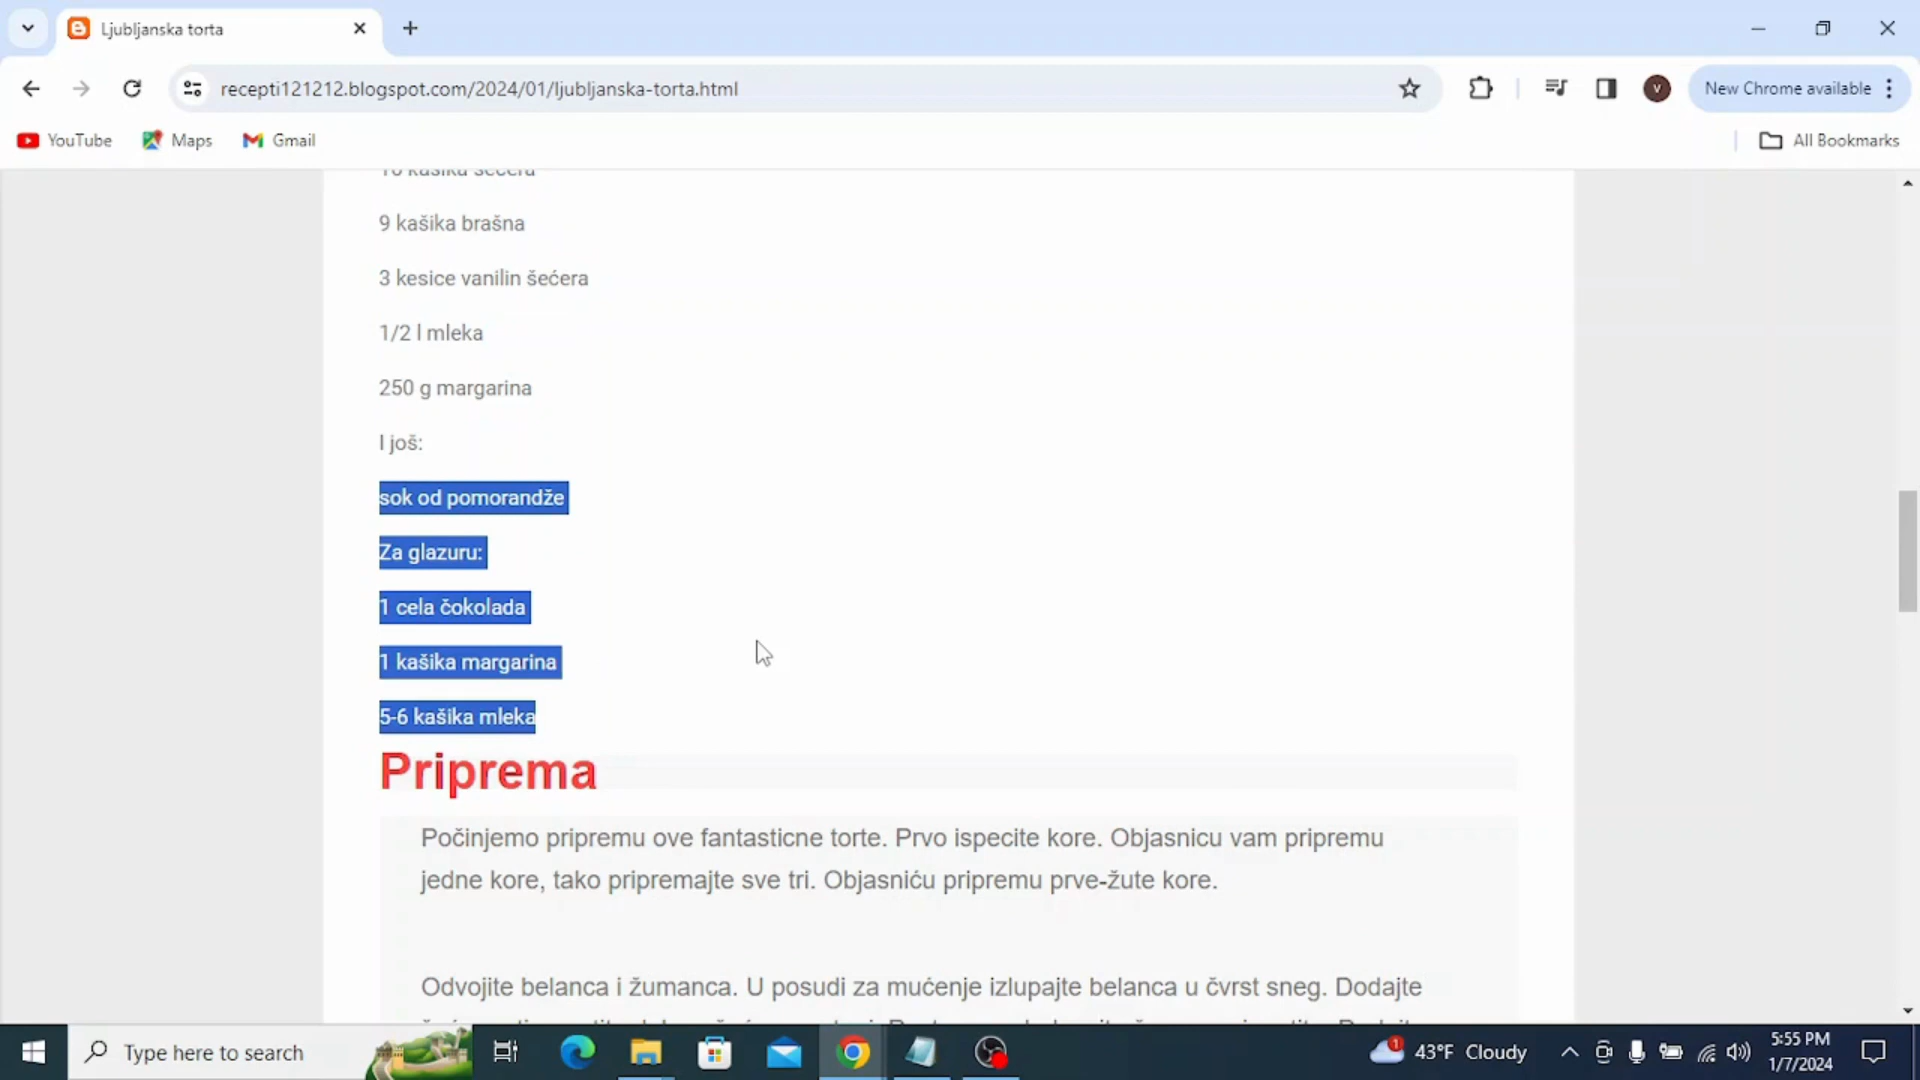 Ljubljanska torta
recepti121212.blogspot.com/2024/01/ljubljanska-torta.html
V
New Chrome available
YouTube
Maps
Gmail
All Bookmarks
9 kašika brašna
3 kesice vanilin šećera
1/2 l mleka
250 g margarina
I još:
sok od pomorandže
Za glazuru:
1 cela čokolada
1 kašika margarina
5-6 kašika mleka
Priprema
Počinjemo pripremu ove fantasticne torte. Prvo ispecite kore. Objasnicu vam pripremu
jedne kore, tako pripremajte sve tri. Objasniću pripremu prve-žute kore.
Odvojite belanca i žumanca. U posudi za mućenje izlupajte belanca u čvrst sneg. Dodajte
Type here to search
1
43°F Cloudy
5:55 PM
1/7/2024